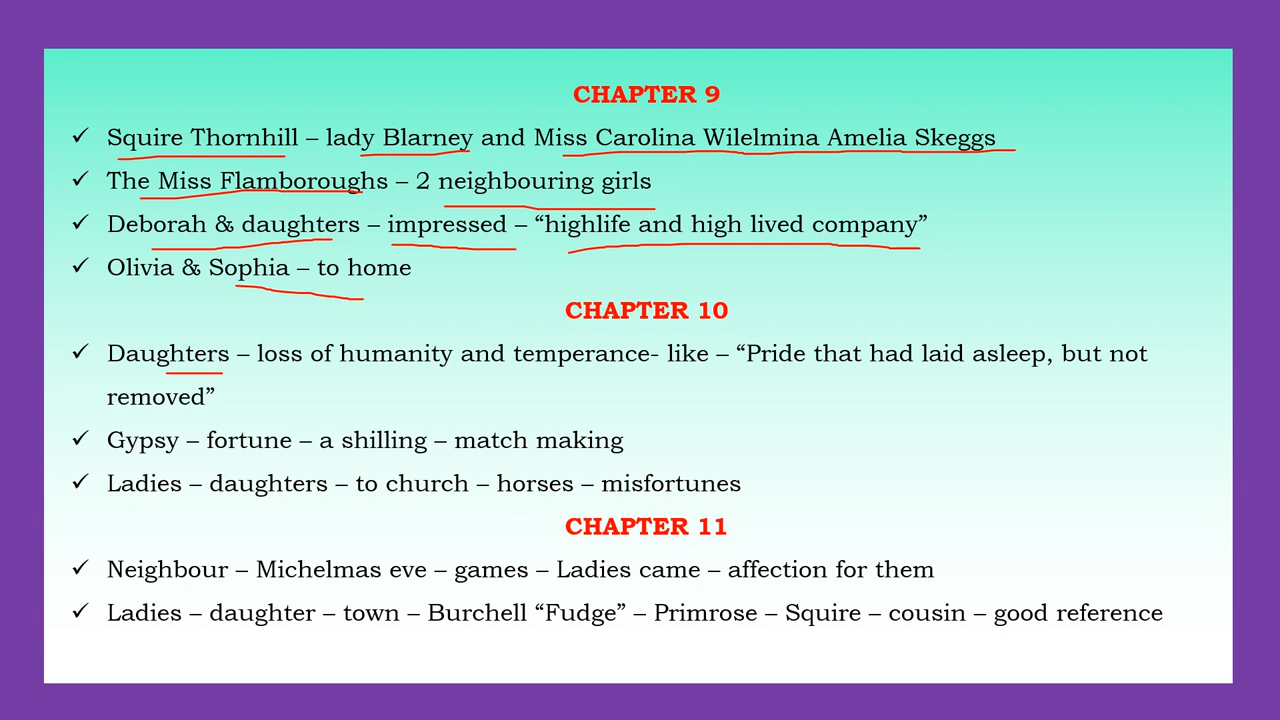 CHAPTER 9
✓ Squire Thornhill – lady Blarney and Miss Carolina Wilelmina Amelia Skeggs
✓ The Miss Flamboroughs – 2 neighbouring girls
✓ Deborah & daughters – impressed – “highlife and high lived company”
✓ Olivia & Sophia – to home
CHAPTER 10
✓ Daughters – loss of humanity and temperance- like – “Pride that had laid asleep, but not
removed”
✓ Gypsy – fortune – a shilling – match making
✓ Ladies – daughters – to church – horses – misfortunes
CHAPTER 11
✓ Neighbour – Michelmas eve – games – Ladies came – affection for them
✓ Ladies – daughter – town – Burchell “Fudge” – Primrose – Squire – cousin – good reference